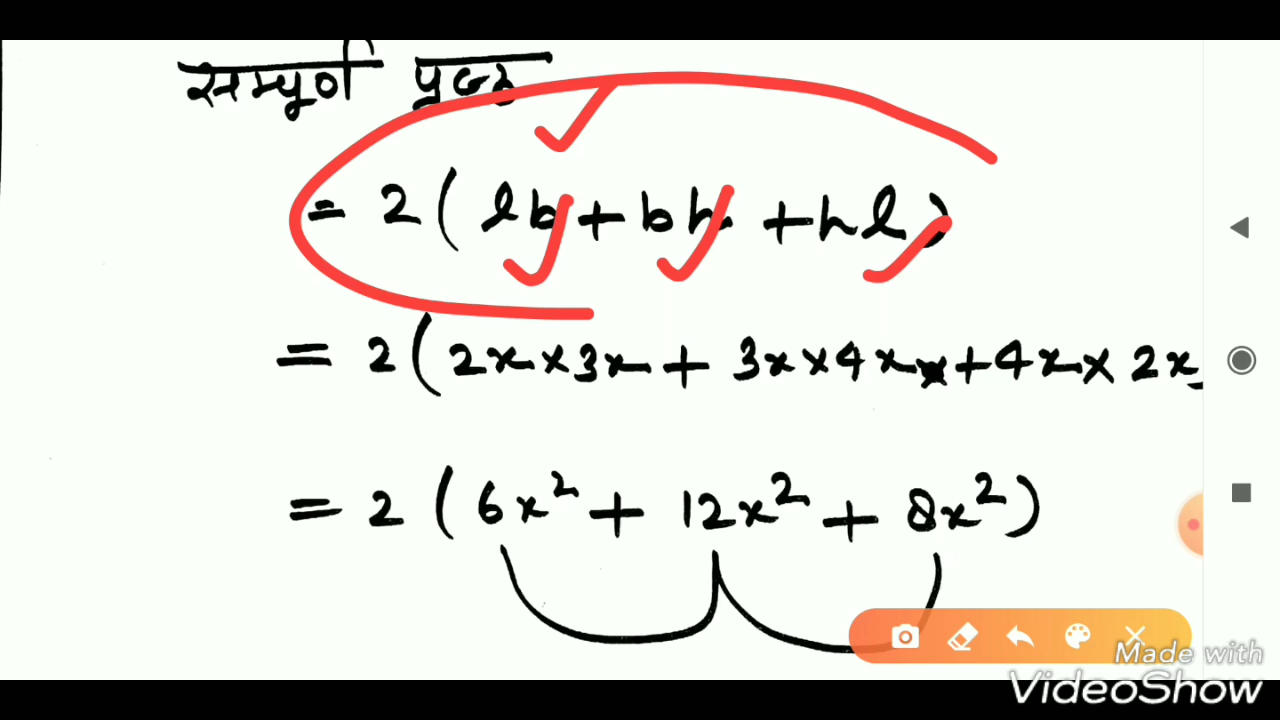 सम्पूर्ण पृष्ठ
= 2 ( lb + bh + hl )
= 2 ( 2x × 3x + 3x × 4x × + 4x × 2x
= 2 ( 6x² + 12x² + 8x² )
Made with
VideoShow